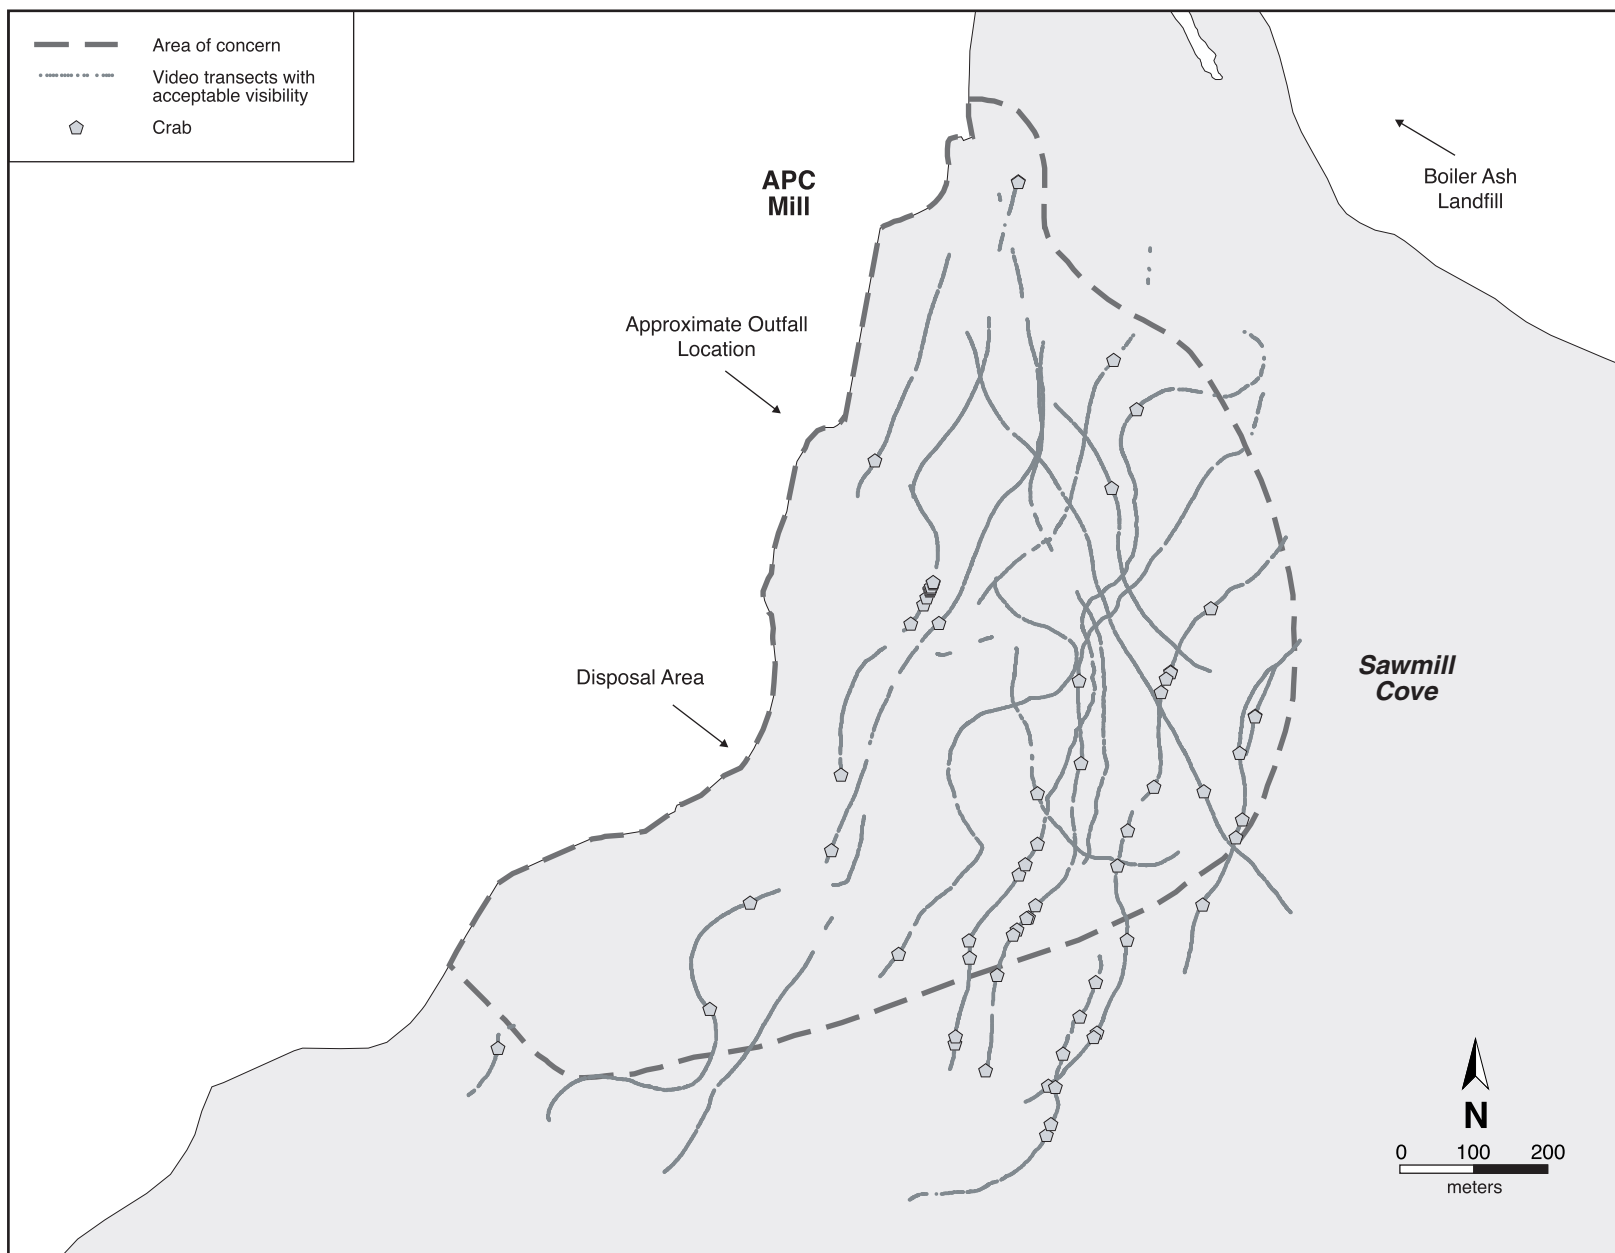 Area of concern
Video transects with
acceptable visibility
Crab
APC
Mill
Boiler Ash
Landfill
Approximate Outfall
Location
Disposal Area
Sawmill
Cove
N
0 100 200
meters